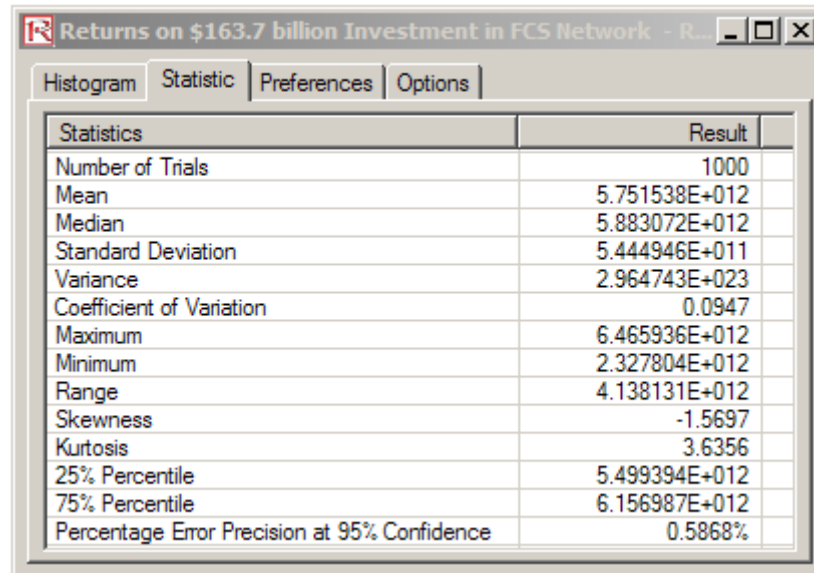 Returns on $163.7 billion Investment in FCS Network - R...
Histogram Statistic Preferences Options
Statistics Result
Number of Trials 1000
Mean 5.751538E+012
Median 5.883072E+012
Standard Deviation 5.444946E+011
Variance 2.964743E+023
Coefficient of Variation 0.0947
Maximum 6.465936E+012
Minimum 2.327804E+012
Range 4.138131E+012
Skewness -1.5697
Kurtosis 3.6356
25% Percentile 5.499394E+012
75% Percentile 6.156987E+012
Percentage Error Precision at 95% Confidence 0.5868%